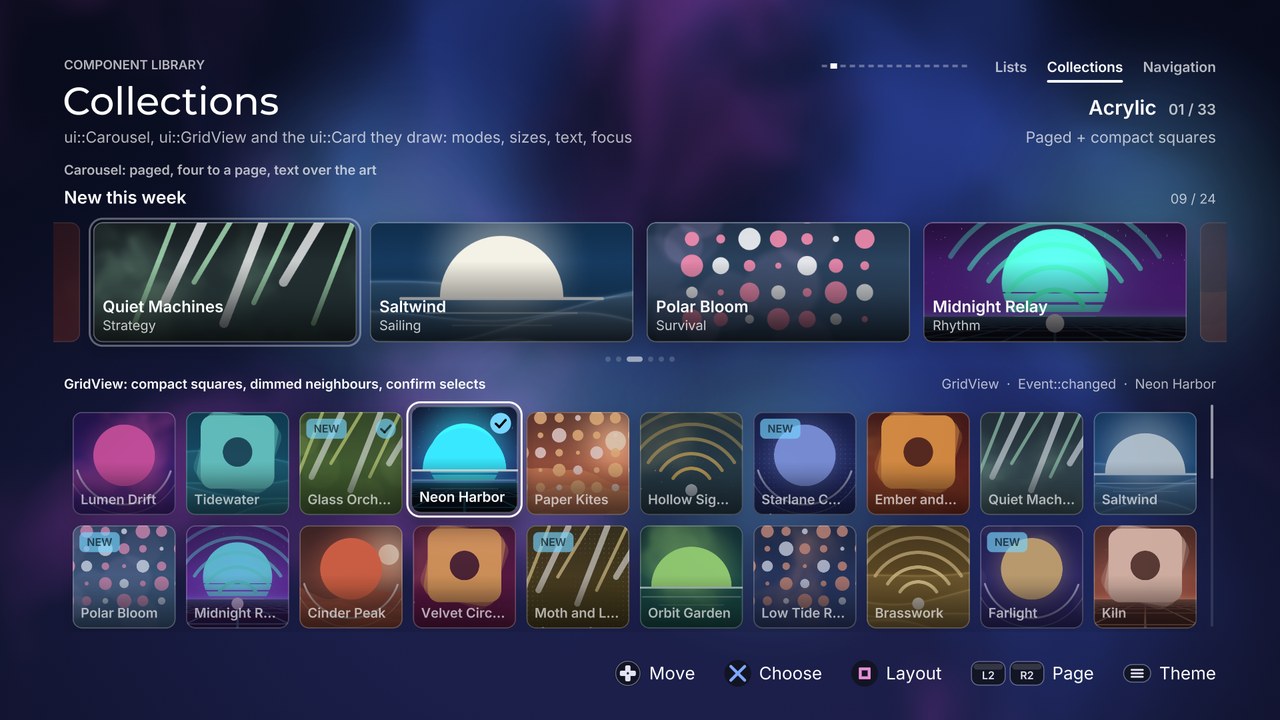 COMPONENT LIBRARY
Lists
Collections
Navigation
Collections
Acrylic 01 / 33
ui::Carousel, ui::GridView and the ui::Card they draw: modes, sizes, text, focus
Paged + compact squares
Carousel: paged, four to a page, text over the art
New this week
09 / 24
Quiet Machines
Strategy
Saltwind
Sailing
Polar Bloom
Survival
Midnight Relay
Rhythm
GridView: compact squares, dimmed neighbours, confirm selects
GridView · Event::changed · Neon Harbor
Lumen Drift
Tidewater
NEW
Glass Orch...
Neon Harbor
Paper Kites
Hollow Sig...
NEW
Starlane C...
Ember and...
Quiet Mach...
Saltwind
NEW
Polar Bloom
Midnight R...
Cinder Peak
Velvet Circ...
NEW
Moth and L...
Orbit Garden
Low Tide R...
Brasswork
NEW
Farlight
Kiln
Move
Choose
Layout
L2 R2 Page
Theme